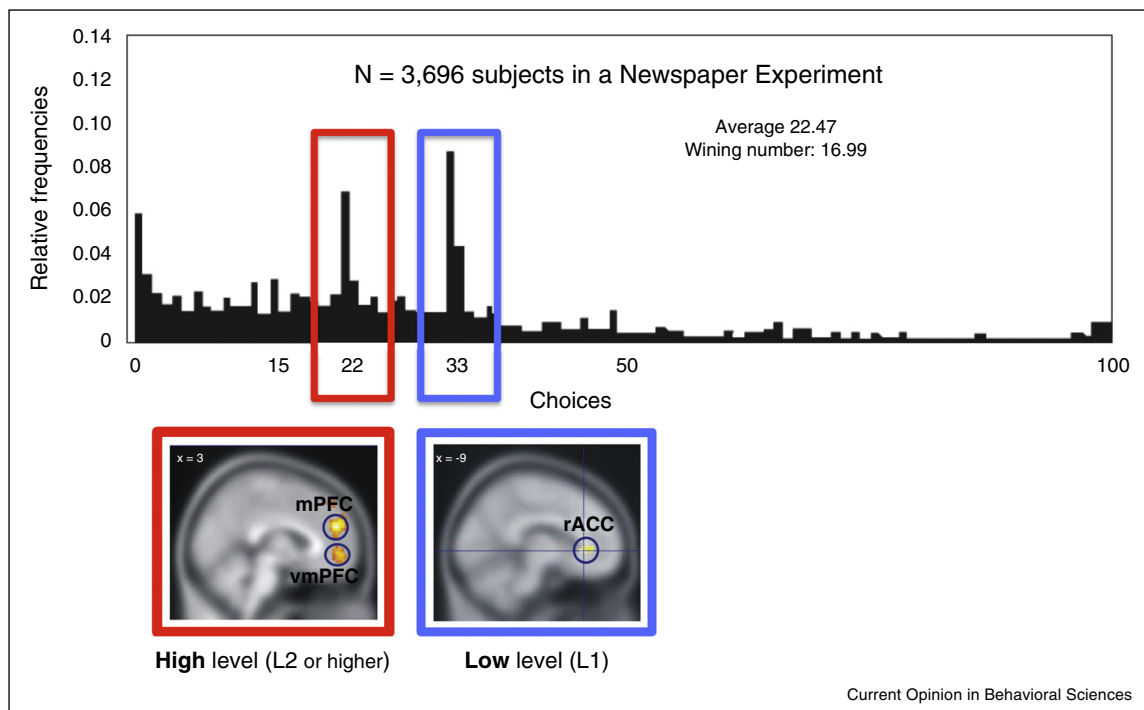 0.14
0.12
0.10
0.08
0.06
0.04
0.02
0
Relative frequencies
N = 3,696 subjects in a Newspaper Experiment
Average 22.47
Wining number: 16.99
0 15 22 33 50 100
Choices
x = 3
mPFC
vmPFC
x = -9
rACC
High level (L2 or higher)
Low level (L1)
Current Opinion in Behavioral Sciences